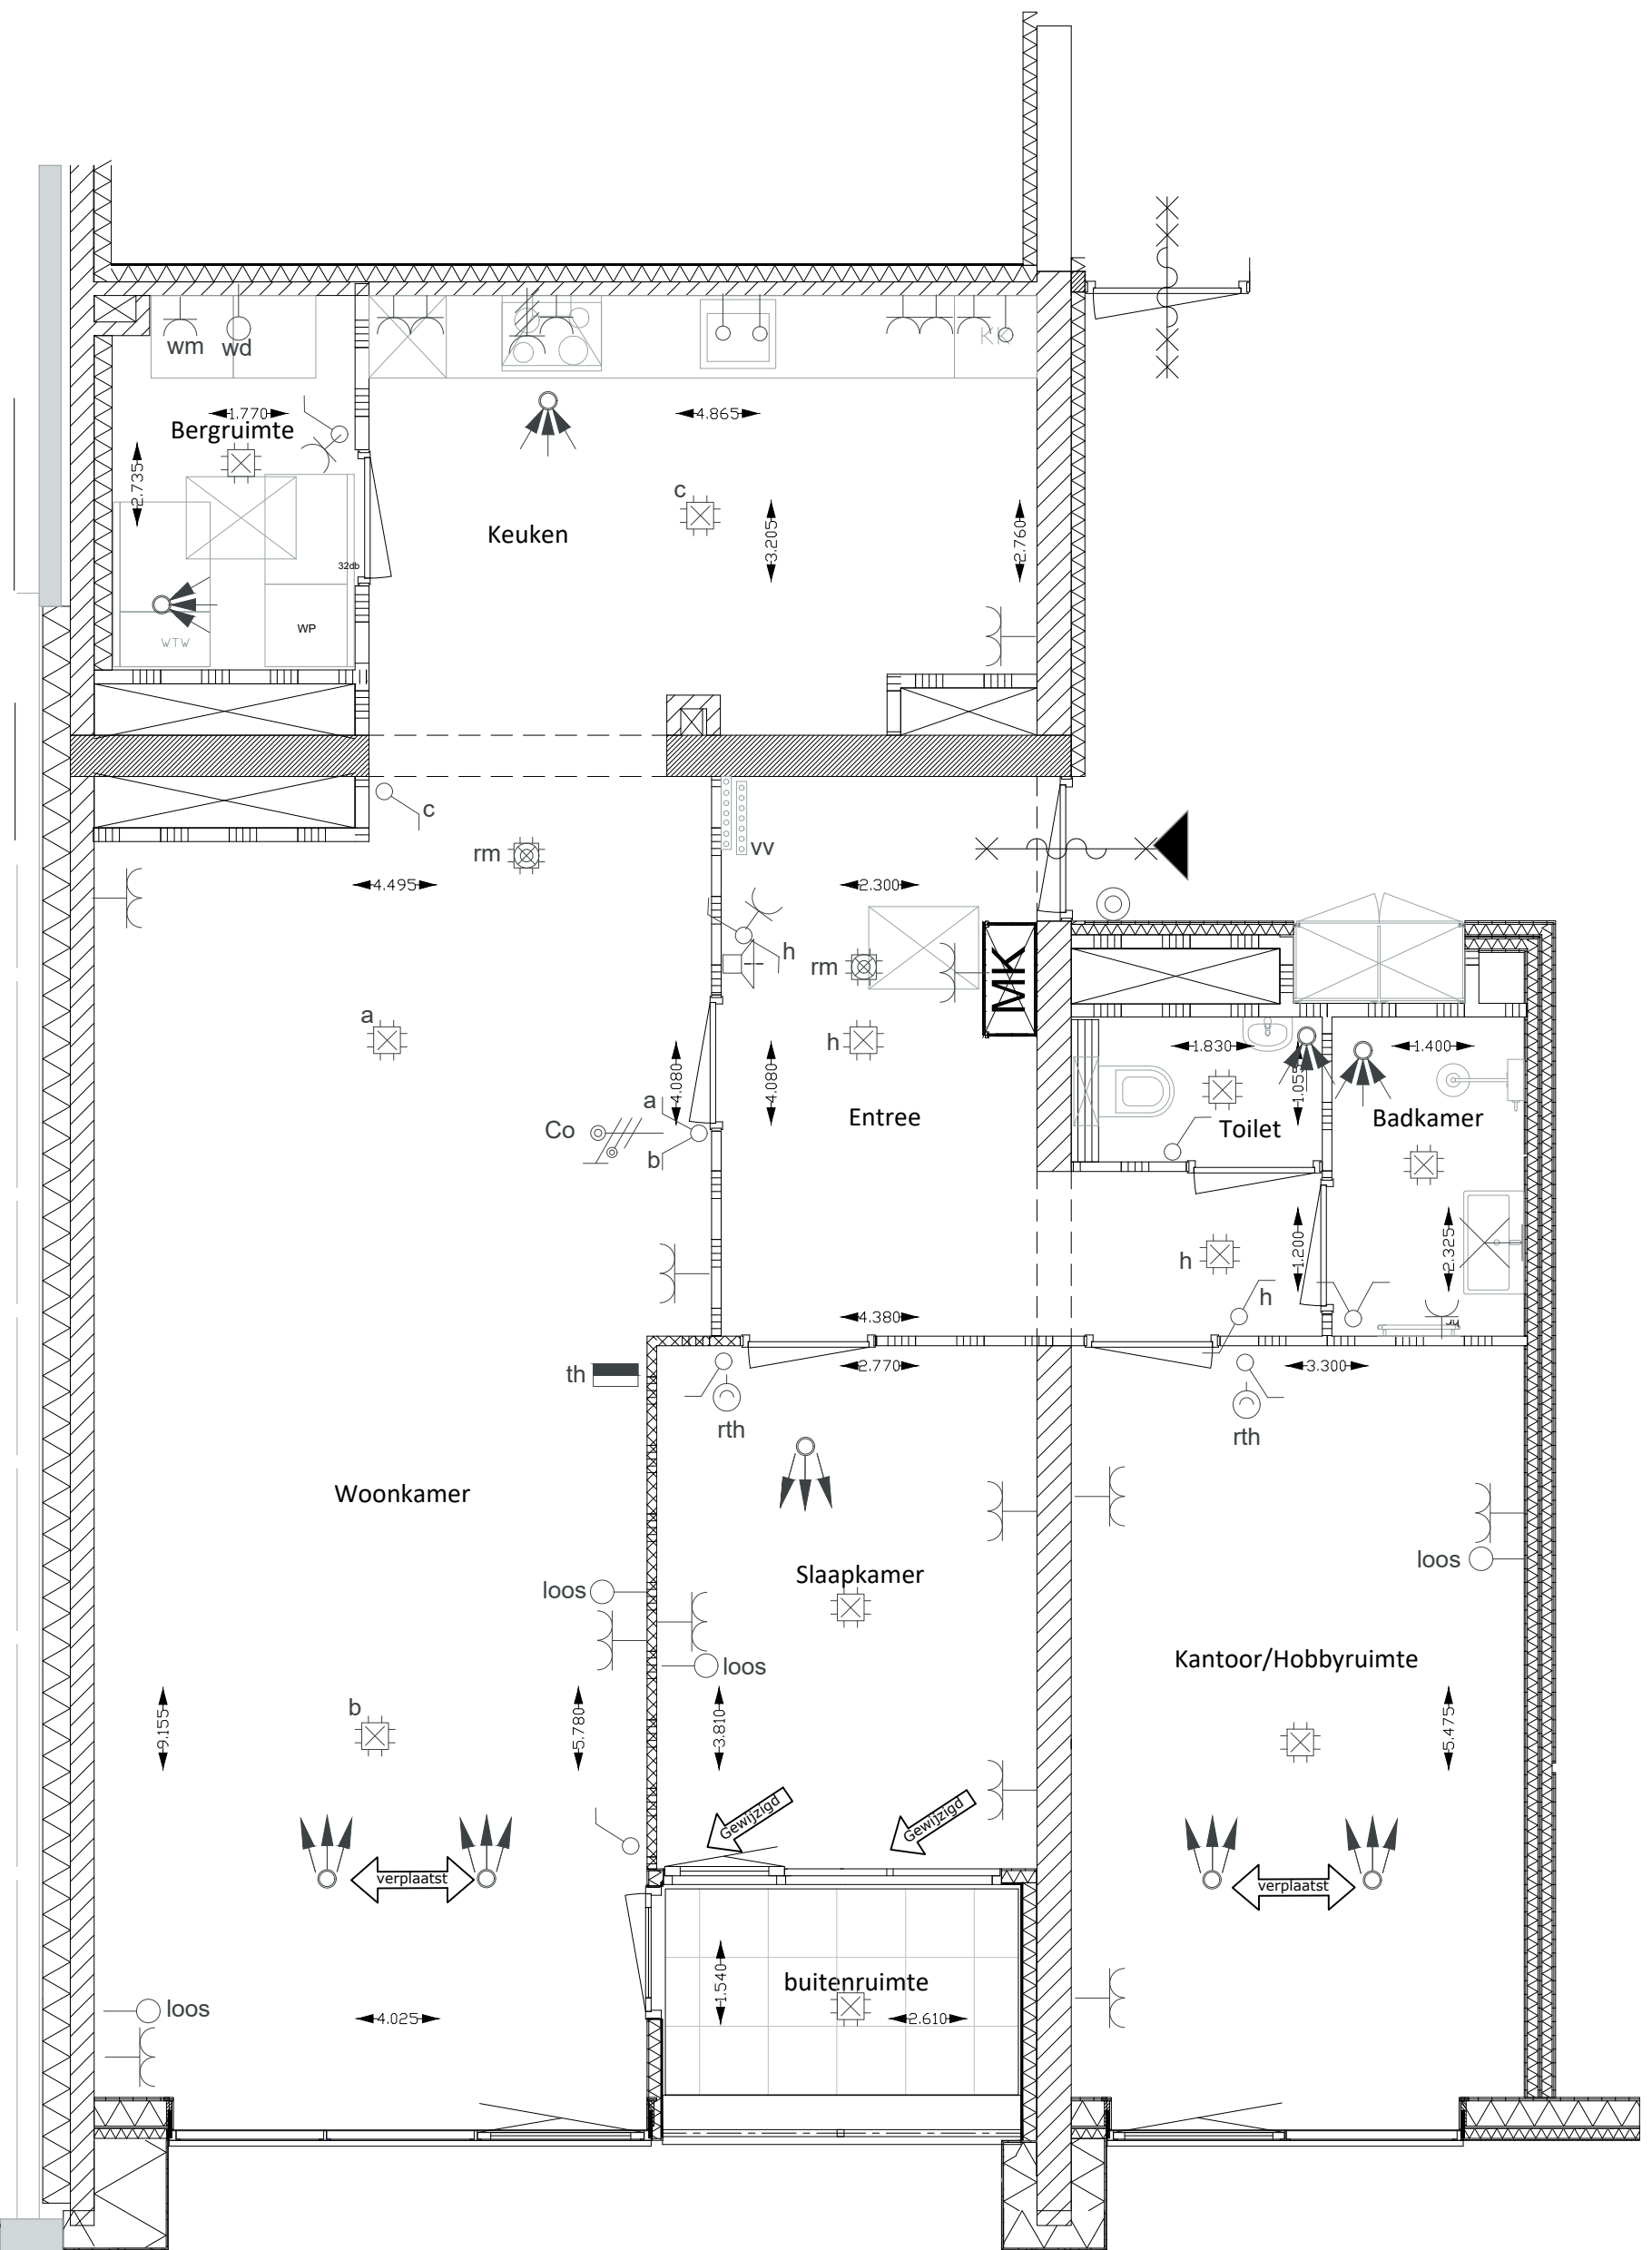 wm
wd
KK
1.770
4.865
Bergruimte
2.735
c
Keuken
3.205
2.760
32db
WTW
WP
c
rm
vv
4.495
2.300
h
rm
MK
a
h
1.830
1.400
4.080
4.080
1.055
a
Co
b
Entree
Toilet
Badkamer
1.200
2.325
h
h
4.380
th
2.770
3.300
rth
rth
Woonkamer
loos
Slaapkamer
loos
loos
Kantoor/Hobbyruimte
9.155
b
5.780
3.810
5.475
Gewijzigd
Gewijzigd
verplaatst
verplaatst
1.540
buitenruimte
loos
4.025
2.610